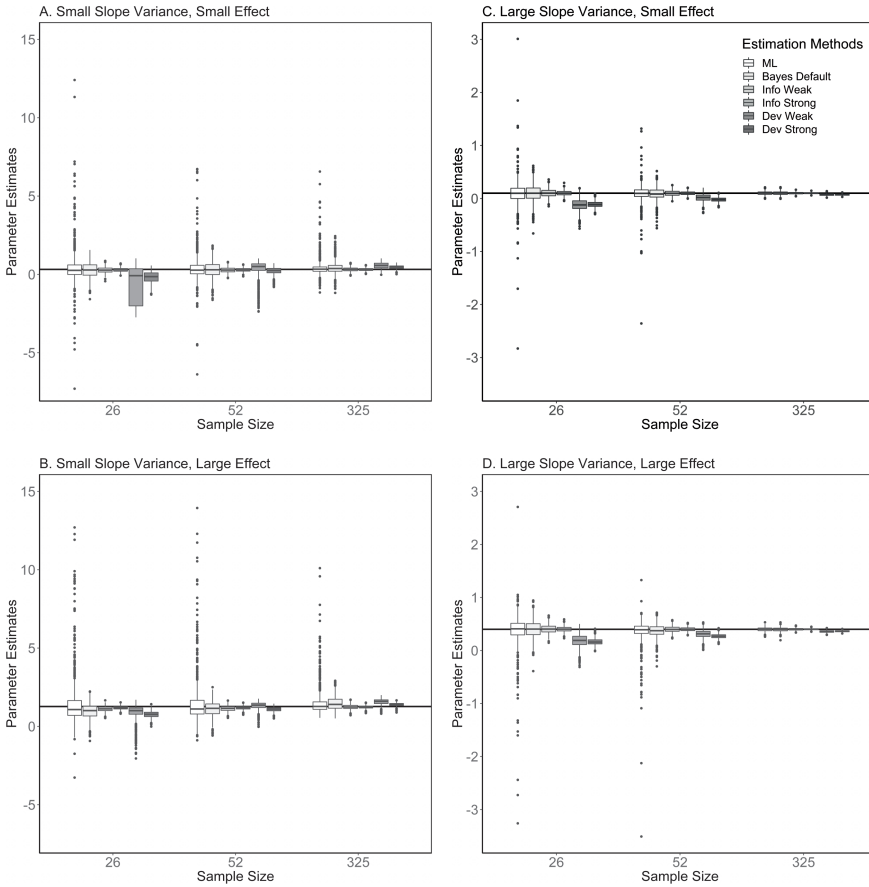 A. Small Slope Variance, Small Effect
15
10
5
0
-5
Parameter Estimates
26
52
325
Sample Size
C. Large Slope Variance, Small Effect
3
2
1
0
-1
-2
-3
Parameter Estimates
Estimation Methods
ML
Bayes Default
Info Weak
Info Strong
Dev Weak
Dev Strong
26
52
325
Sample Size
B. Small Slope Variance, Large Effect
15
10
5
0
-5
Parameter Estimates
26
52
325
Sample Size
D. Large Slope Variance, Large Effect
3
2
1
0
-1
-2
-3
Parameter Estimates
26
52
325
Sample Size